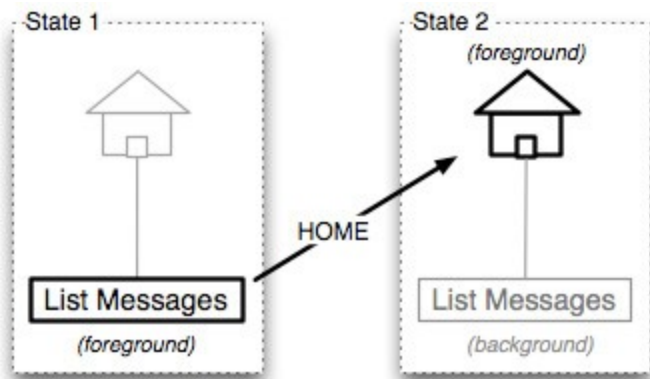 State 1
List Messages
(foreground)
HOME
State 2
(foreground)
List Messages
(background)